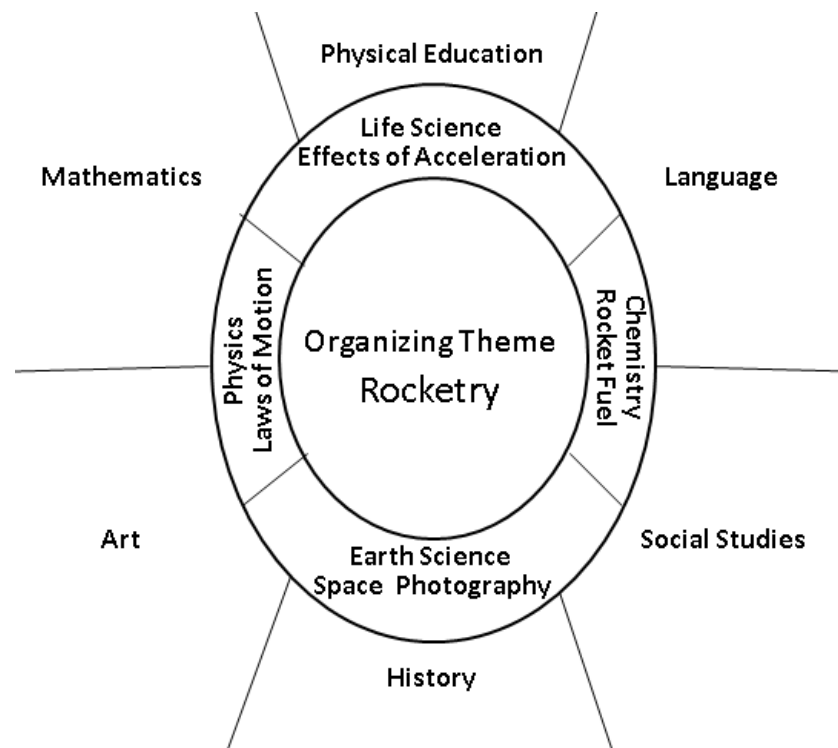 Physical Education
Life Science
Effects of Acceleration
Mathematics
Language
Physics
Laws of Motion
Organizing Theme
Rocketry
Chemistry
Rocket Fuel
Art
Social Studies
Earth Science
Space Photography
History